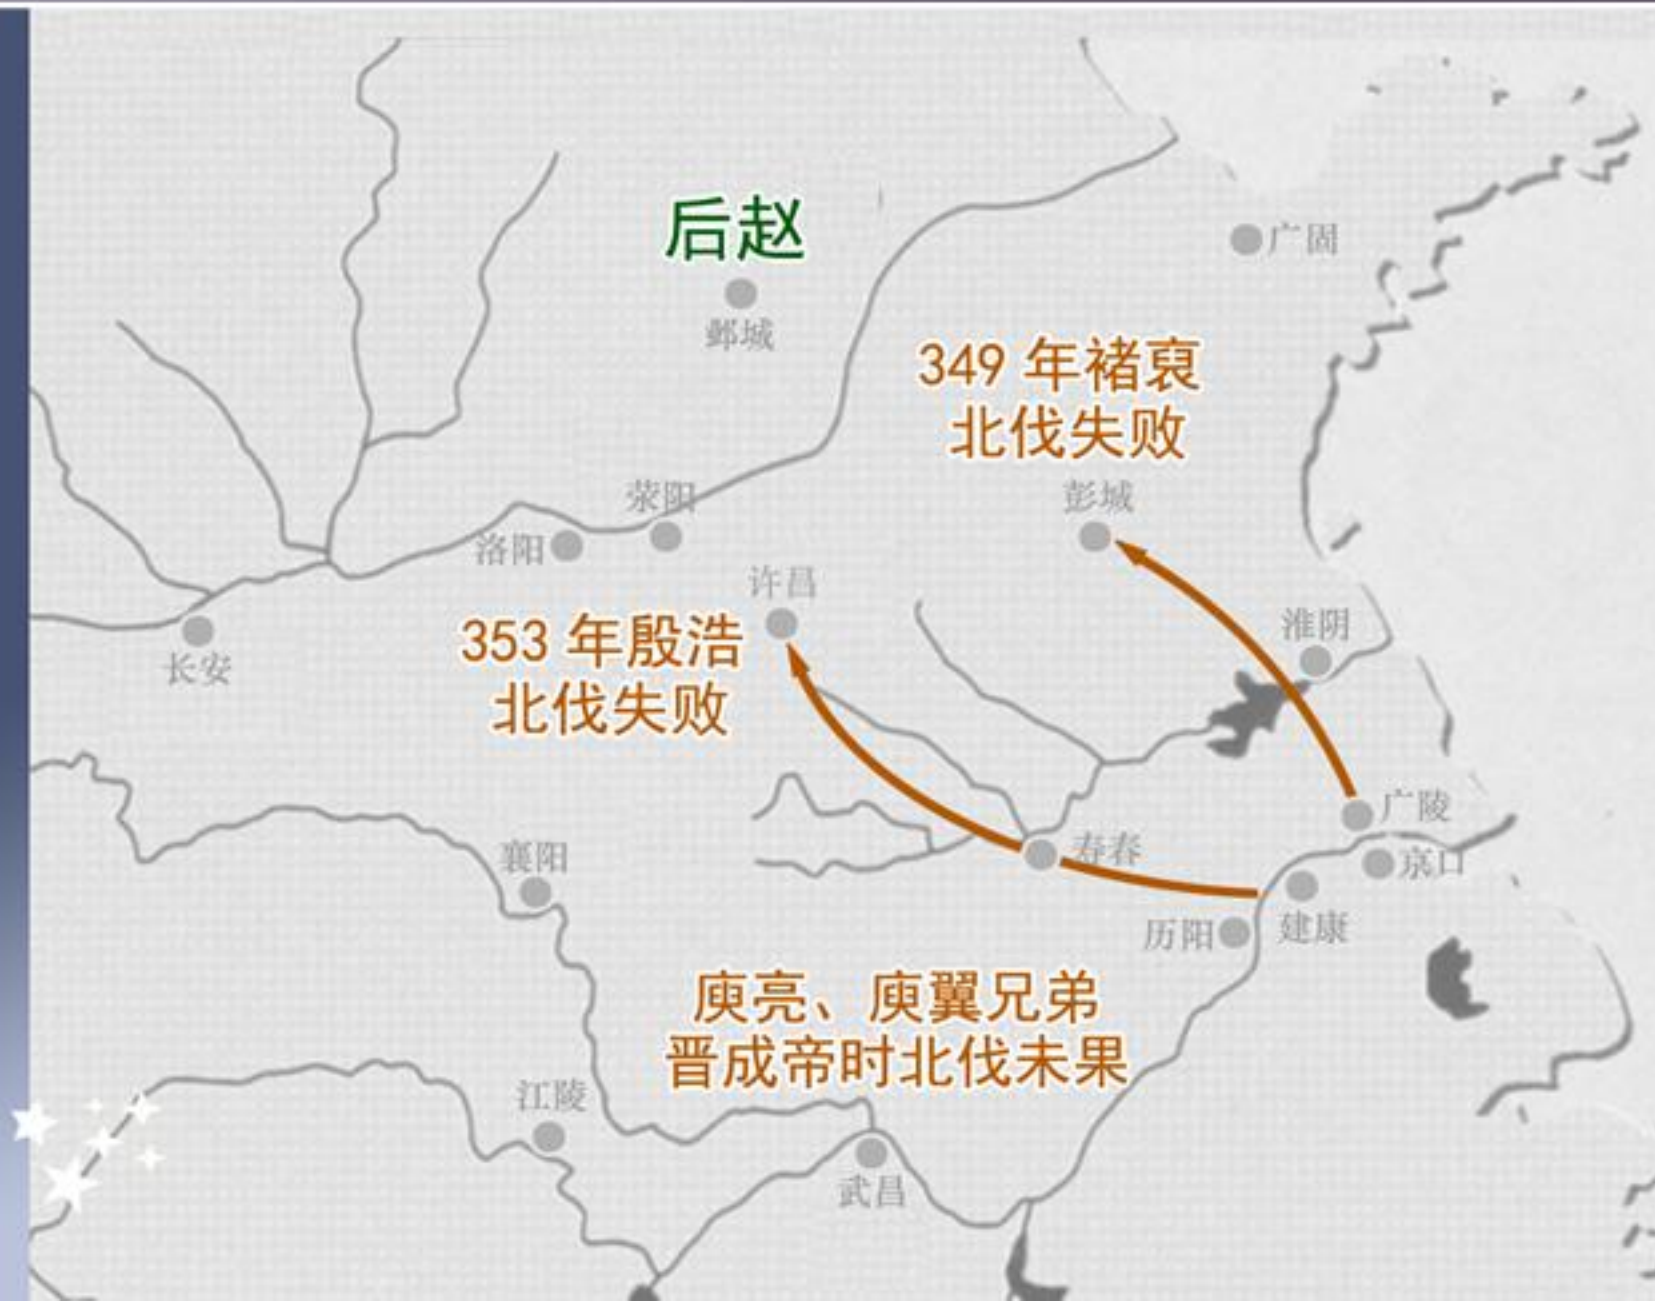 后赵
广固
邺城
349 年褚裒
北伐失败
荥阳
彭城
洛阳
许昌
353 年殷浩
北伐失败
淮阴
长安
广陵
寿春
京口
襄阳
历阳
建康
庾亮、庾翼兄弟
晋成帝时北伐未果
江陵
武昌